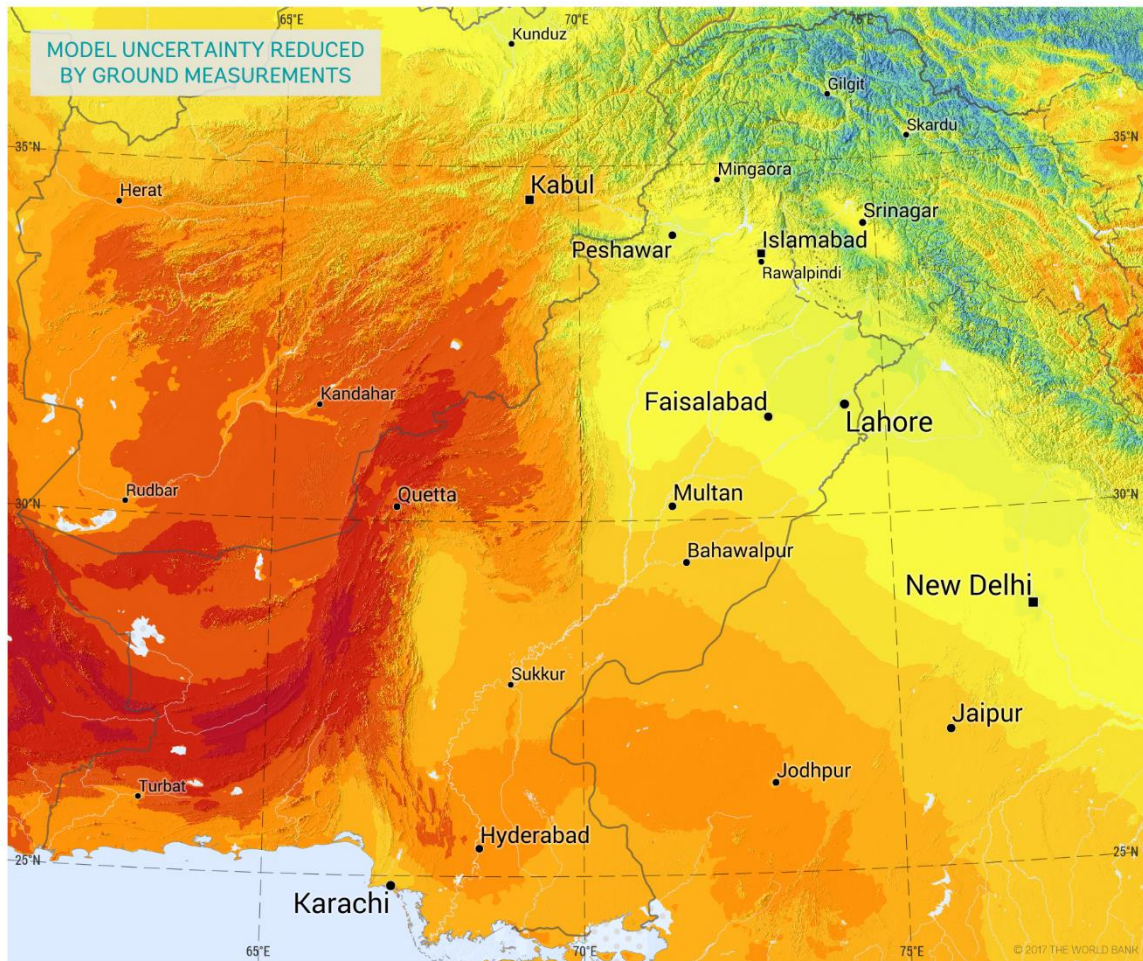 65°E
70°E
75°E
MODEL UNCERTAINTY REDUCED
BY GROUND MEASUREMENTS
Kunduz
Gilgit
Skardu
35°N
35°N
Mingaora
Herat
Kabul
Srinagar
Peshawar
Islamabad
Rawalpindi
Kandahar
Faisalabad
Lahore
Rudbar
Quetta
Multan
30°N
30°N
Bahawalpur
New Delhi
Sukkur
Jaipur
Jodhpur
Turbat
Hyderabad
25°N
25°N
Karachi
65°E
70°E
75°E
© 2017 THE WORLD BANK